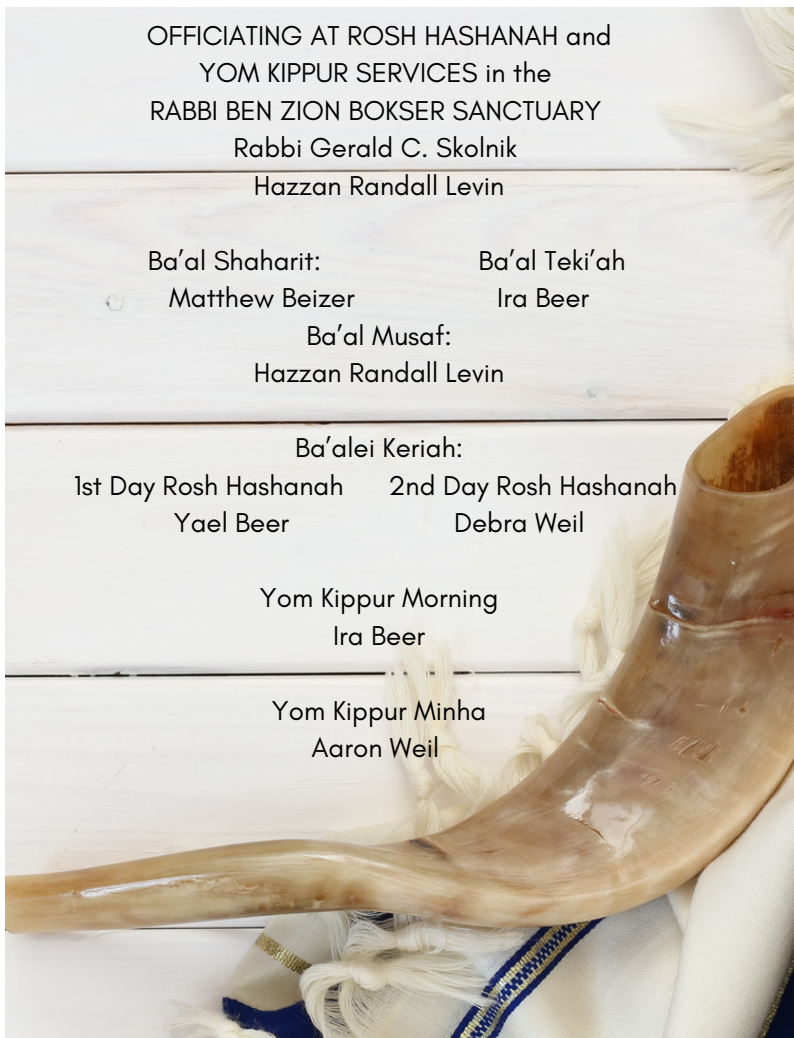 OFFICIATING AT ROSH HASHANAH and
YOM KIPPUR SERVICES in the
RABBI BEN ZION BOKSER SANCTUARY
Rabbi Gerald C. Skolnik
Hazzan Randall Levin
Ba’al Shaharit: Ba’al Teki’ah
Matthew Beizer Ira Beer
Ba’al Musaf:
Hazzan Randall Levin
Ba’alei Keriah:
1st Day Rosh Hashanah 2nd Day Rosh Hashanah
Yael Beer Debra Weil
Yom Kippur Morning
Ira Beer
Yom Kippur Minha
Aaron Weil